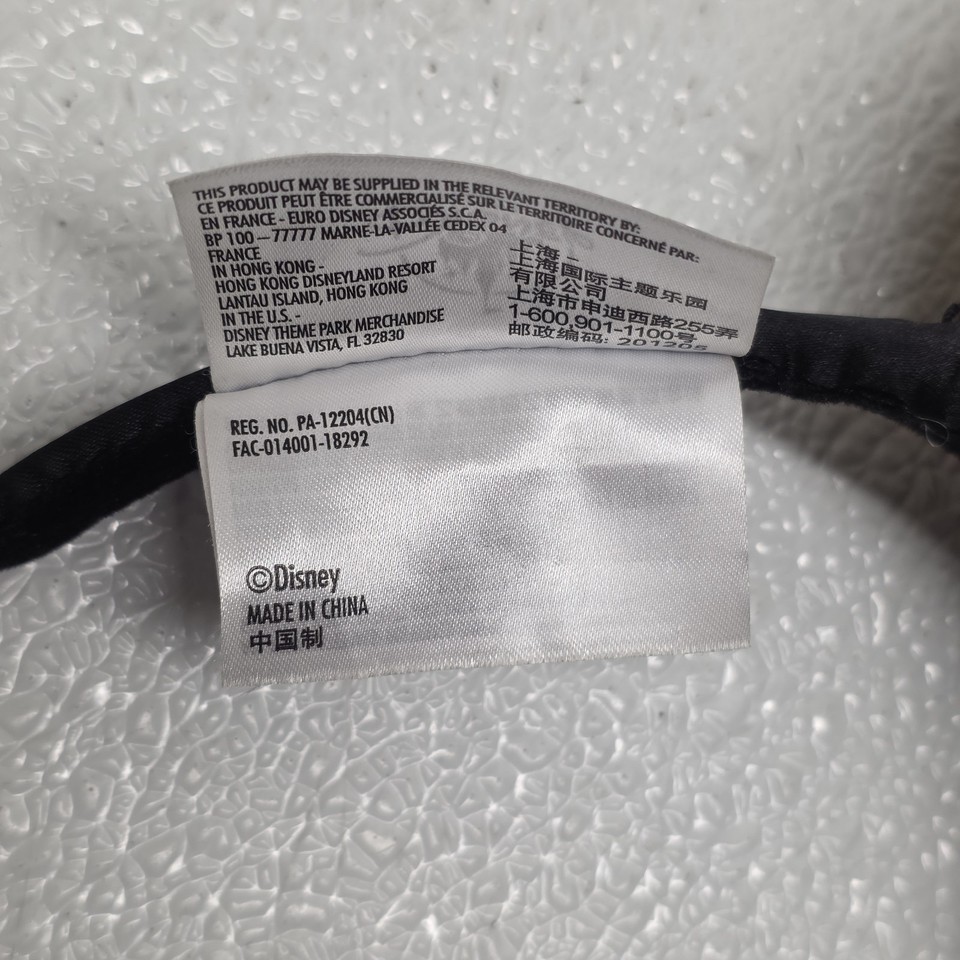 THIS PRODUCT MAY BE SUPPLIED IN THE RELEVANT TERRITORY BY:
CE PRODUIT PEUT ÊTRE COMMERCIALISÉ SUR LE TERRITOIRE CONCERNÉ PAR:
EN FRANCE - EURO DISNEY ASSOCIÉS S.C.A.
BP 100 — 77777 MARNE-LA-VALLÉE CEDEX 04
FRANCE
IN HONG KONG -
HONG KONG DISNEYLAND RESORT
LANTAU ISLAND, HONG KONG
IN THE U.S. -
DISNEY THEME PARK MERCHANDISE
LAKE BUENA VISTA, FL 32830
上海 -
上海国际主题乐园
有限公司
上海市申迪西路255弄
1-600,901-1100号
邮政编码: 201205
REG. NO. PA-12204(CN)
FAC-014001-18292
©Disney
MADE IN CHINA
中国制